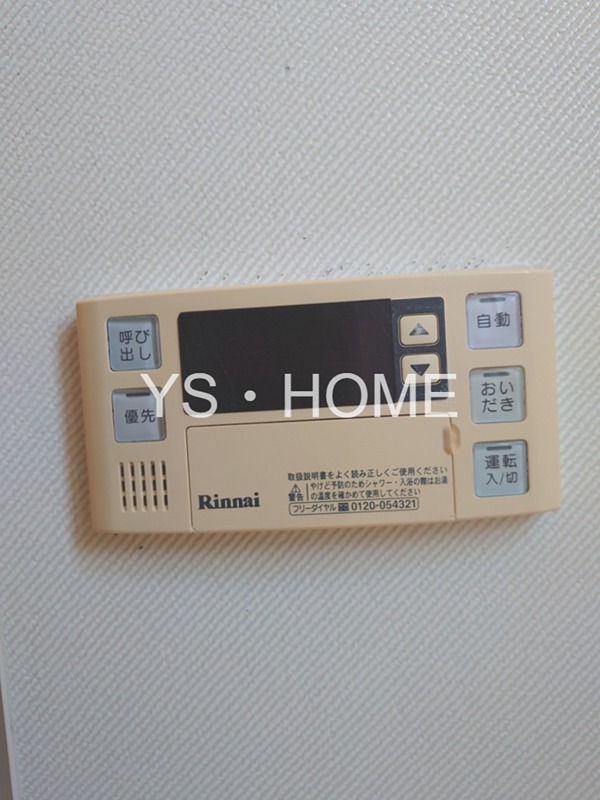 呼び
出し
自動
YS・HOME
優先
おい
だき
運転
入/切
取扱説明書をよく読み正しくご使用ください
警告
やけど予防のためシャワー・入浴の際はお湯
の温度を確かめて使用してください
Rinnai
フリーダイヤル 0120-054321